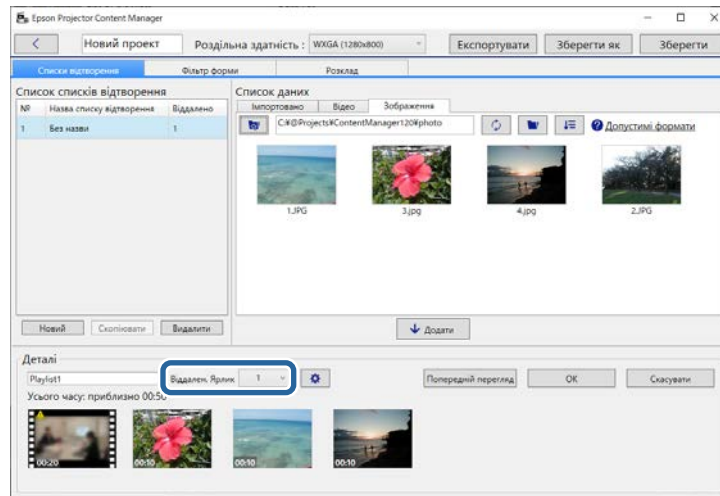 Epson Projector Content Manager
Новий проект Роздільна здатність : WXGA (1280x800) Експортувати Зберегти як Зберегти
Списки відтворення Фільтр форми Розклад
Список списків відтворення
№ Назва списку відтворення Віддалено
1 Без назви 1
Новий Скопіювати Видалити
Список даних
Імпортовано Відео Зображення
C:¥@Projects¥ContentManager120¥photo Допустимі формати
1.JPG 3.jpg 4.jpg 2.JPG
Додати
Деталі
Playlist1 Віддален. Ярлик 1 Попередній перегляд OK Скасувати
Усього часу: приблизно 00:50
00:20 00:10 00:10 00:10